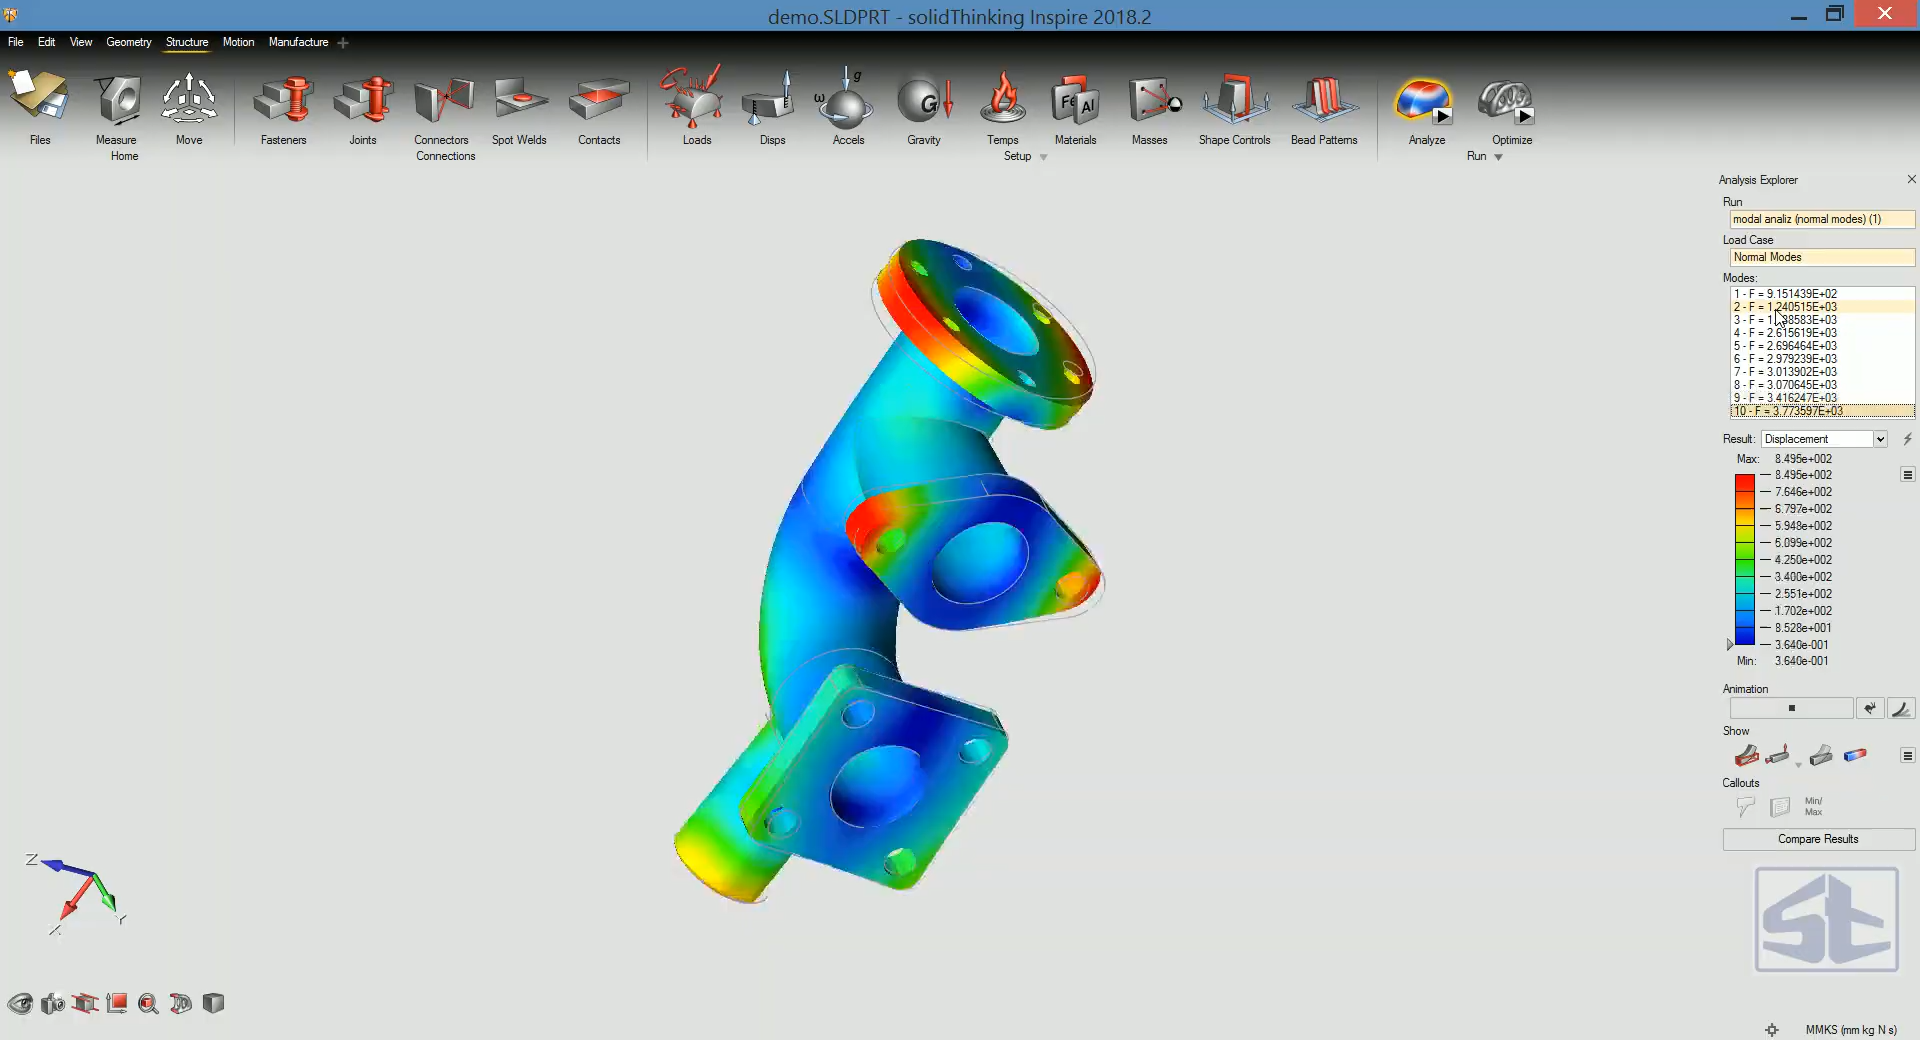 demo.SLDPRT - solidThinking Inspire 2018.2
File Edit View Geometry Structure Motion Manufacture
Files Measure Move Fasteners Joints Connectors Spot Welds Contacts Loads Disps Accels Gravity Temps Materials Masses Shape Controls Bead Patterns Analyze Optimize
Home Connections Setup Run
g
ω
G
Fe
Al
Analysis Explorer
Run
modal analiz (normal modes) (1)
Load Case
Normal Modes
Modes:
1 - F = 9.151439E+02
2 - F = 1.240515E+03
3 - F = 38583E+03
4 - F = 2.615619E+03
5 - F = 2.696464E+03
6 - F = 2.979239E+03
7 - F = 3.013902E+03
8 - F = 3.070645E+03
9 - F = 3.416247E+03
10 - F = 3.773597E+03
Result: Displacement
Max: 8.495e+002
8.495e+002
7.646e+002
6.797e+002
5.948e+002
5.099e+002
4.250e+002
3.400e+002
2.551e+002
1.702e+002
8.528e+001
3.640e-001
Min: 3.640e-001
Animation
Show
Callouts
Min/
Max
Compare Results
st
Z
Y
X
MMKS (mm kg N s)